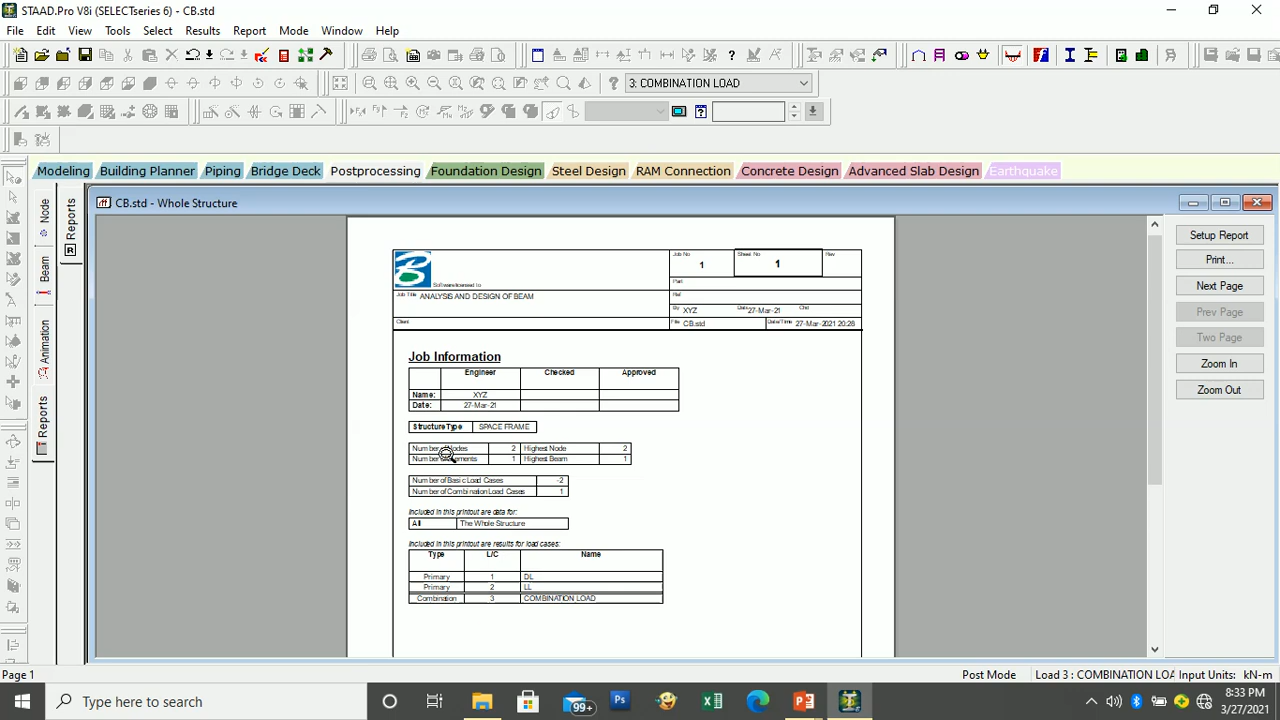 STAAD.Pro V8i (SELECTseries 6) - CB.std
File Edit View Tools Select Results Report Mode Window Help
3: COMBINATION LOAD
Modeling Building Planner Piping Bridge Deck Postprocessing Foundation Design Steel Design RAM Connection Concrete Design Advanced Slab Design Earthquake
Node
Beam
Animation
Reports
Reports
CB.std - Whole Structure
Software licensed to
Job No 1
Sheet No 1
Rev
Part
Job Title ANALYSIS AND DESIGN OF BEAM
Ref
By XYZ Date 27-Mar-21 Chd
Client
File CB.std Date/Time 27-Mar-2021 20:26
Job Information
Engineer Checked Approved
Name: XYZ
Date: 27-Mar-21
Structure Type SPACE FRAME
Number Nodes 2 Highest Node 2
Number 1 Highest Beam 1
Number of Basic Load Cases -2
Number of Combination Load Cases 1
Included in this printout are data for:
All The Whole Structure
Included in this printout are results for load cases:
Type L/C Name
Primary 1 DL
Primary 2 LL
Combination 3 COMBINATION LOAD
Setup Report
Print...
Next Page
Prev Page
Two Page
Zoom In
Zoom Out
Page 1
Post Mode Load 3 : COMBINATION LOA Input Units: kN-m
Type here to search
99+
8:33 PM
3/27/2021